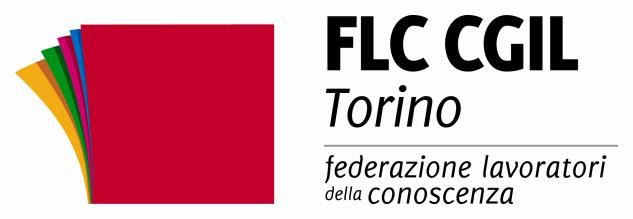 FLC CGIL
Torino
federazione lavoratori
della conoscenza